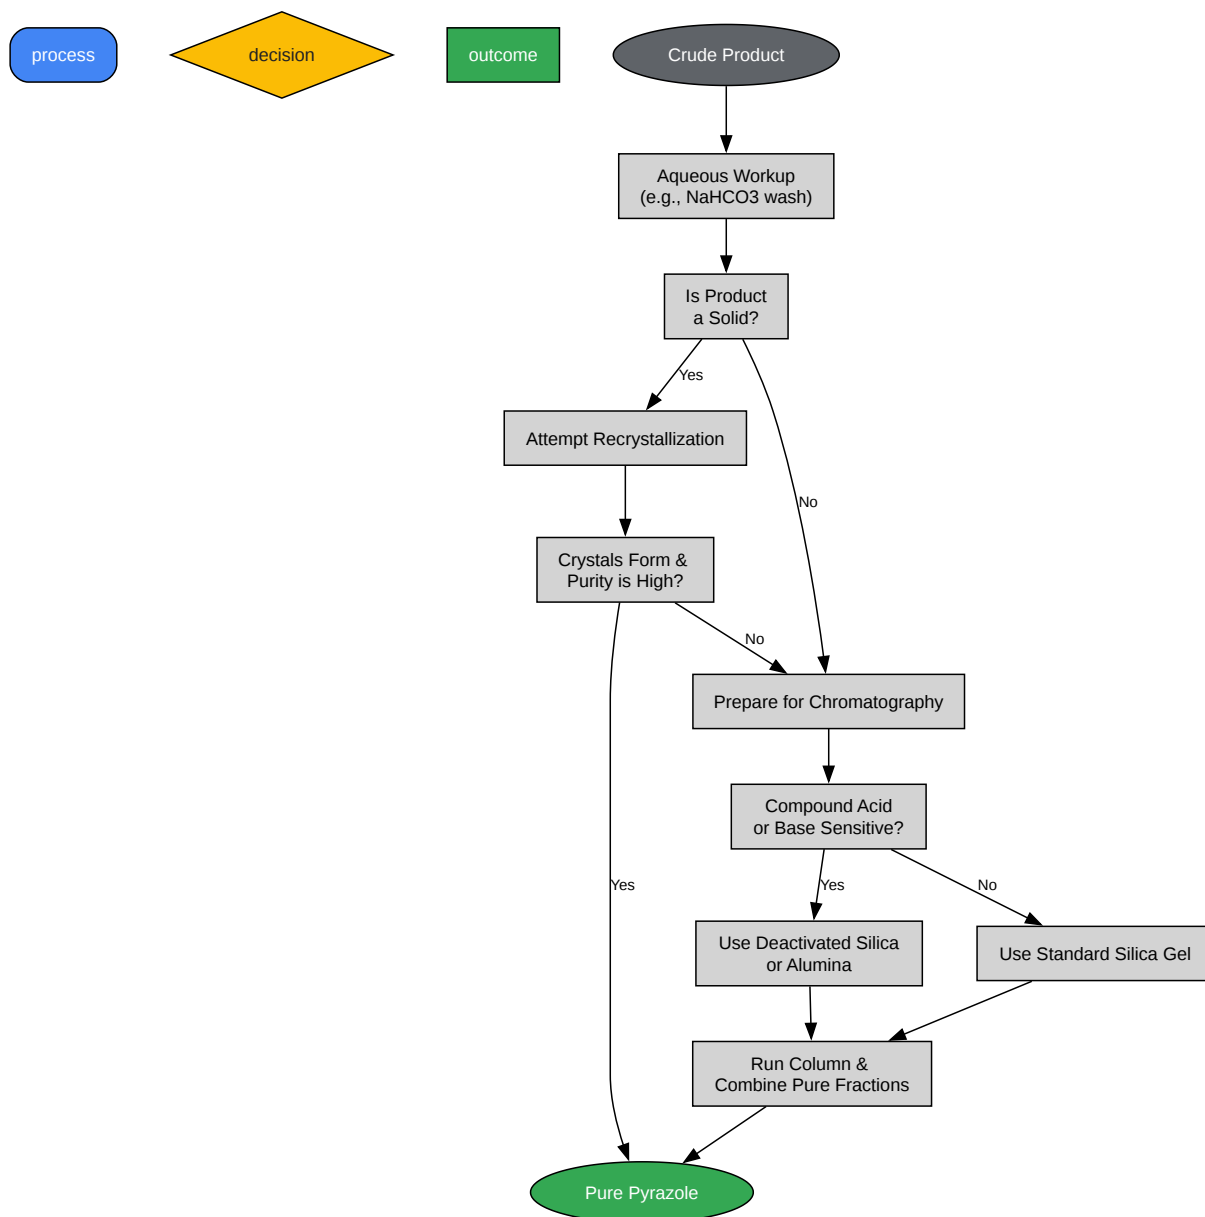 process
decision
outcome
Crude Product
Aqueous Workup
(e.g., NaHCO3 wash)
Is Product
a Solid?
Yes
Attempt Recrystallization
No
Crystals Form &
Purity is High?
No
Prepare for Chromatography
Compound Acid
or Base Sensitive?
Yes
Yes
No
Use Deactivated Silica
or Alumina
Use Standard Silica Gel
Run Column &
Combine Pure Fractions
Pure Pyrazole